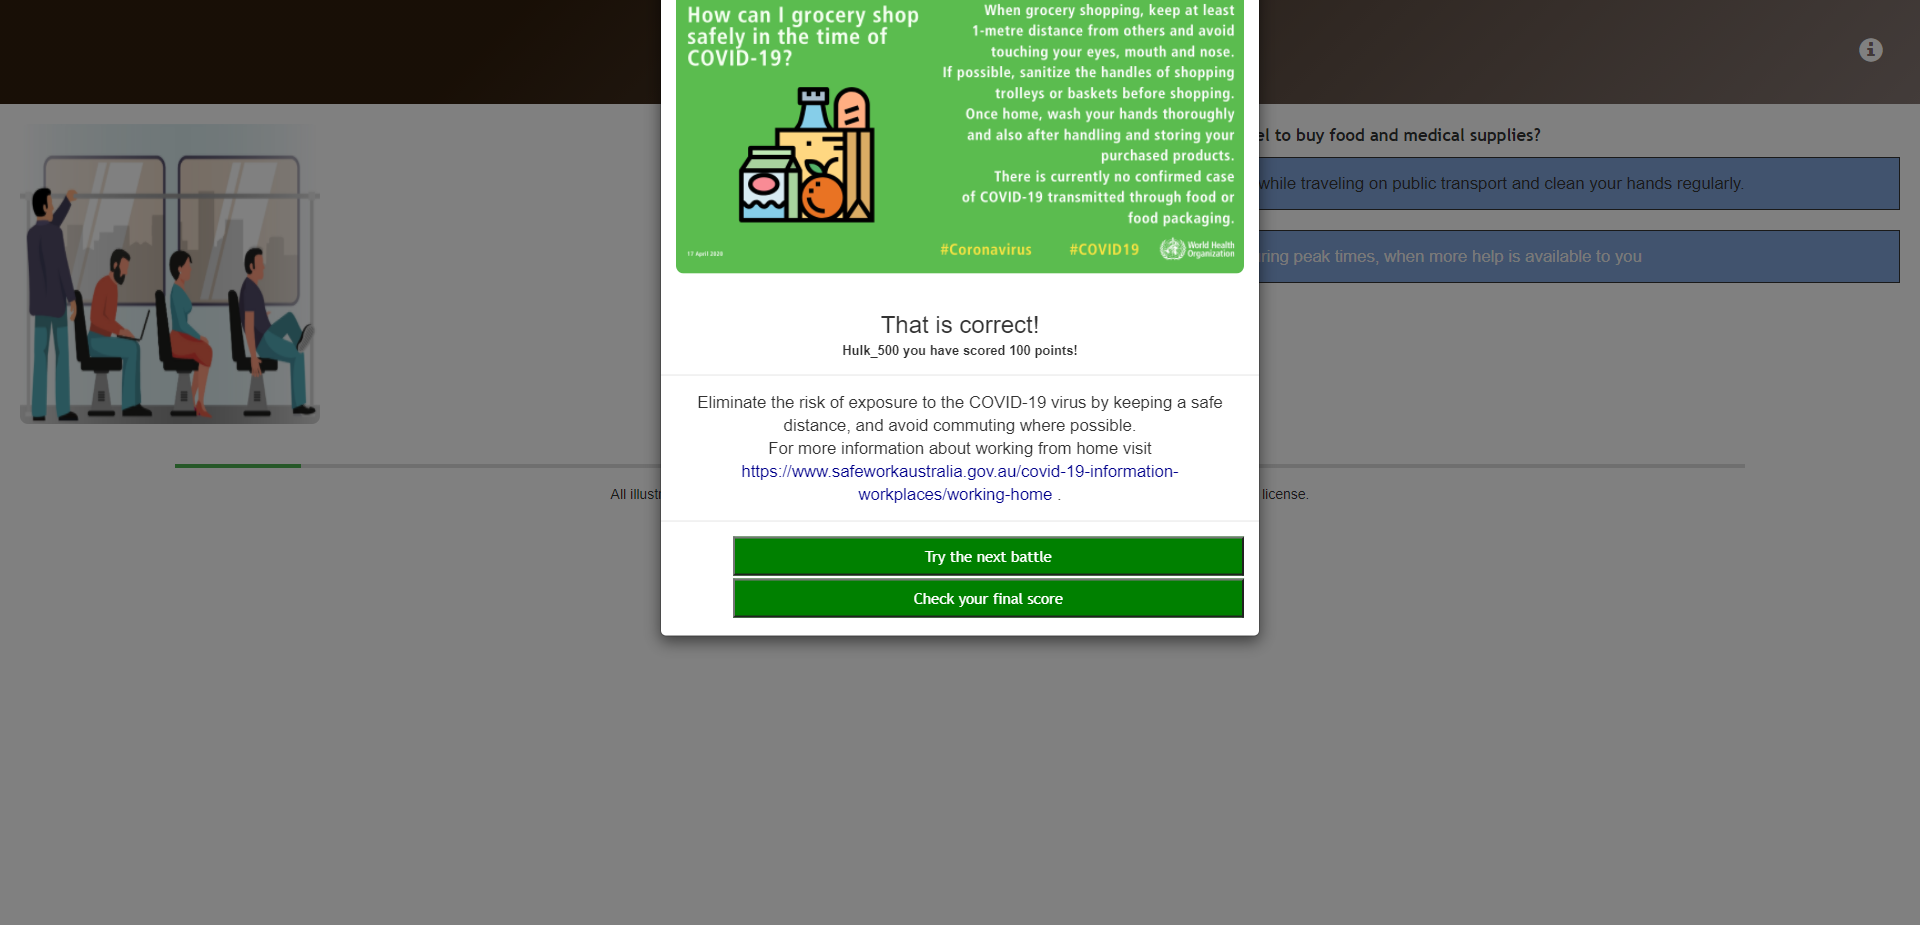 How can I grocery shop
safely in the time of
COVID-19?
When grocery shopping, keep at least
1-metre distance from others and avoid
touching your eyes, mouth and nose.
If possible, sanitize the handles of shopping
trolleys or baskets before shopping.
Once home, wash your hands thoroughly
and also after handling and storing your
purchased products.
There is currently no confirmed case
of COVID-19 transmitted through food or
food packaging.
17 April 2020
#Coronavirus #COVID19 World Health
Organization
el to buy food and medical supplies?
while traveling on public transport and clean your hands regularly.
ring peak times, when more help is available to you
That is correct!
Hulk_500 you have scored 100 points!
Eliminate the risk of exposure to the COVID-19 virus by keeping a safe
distance, and avoid commuting where possible.
For more information about working from home visit
https://www.safeworkaustralia.gov.au/covid-19-information-
workplaces/working-home .
All illust
license.
Try the next battle
Check your final score